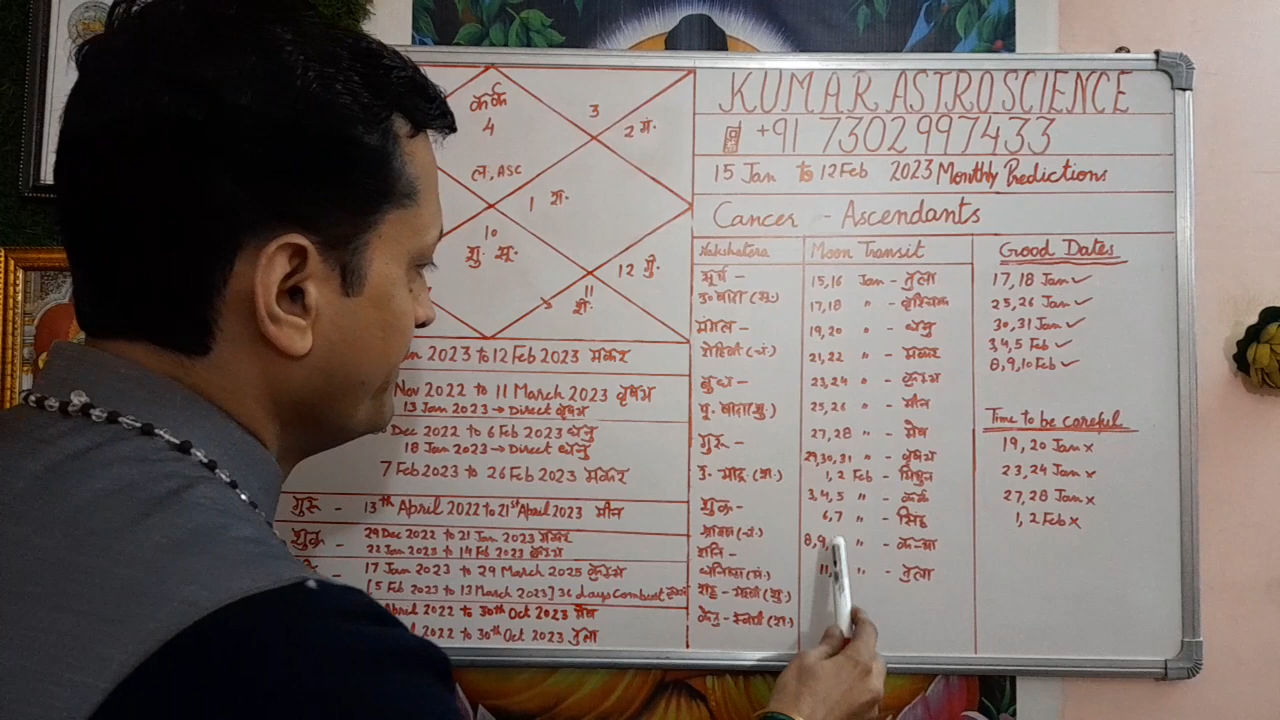 कर्क
4
3
2 मं.
ल, ASC
1 रा.
10
शु. सू.
12 गु.
11
श.
KUMAR ASTROSCIENCE
+91 7302997433
15 Jan to 12 Feb 2023 Monthly Predictions
Cancer - Ascendants
2023 to 12 Feb 2023 मकर
Nov 2022 to 11 March 2023 वृषभ
13 Jan 2023 → Direct वृषभ
Dec 2022 to 6 Feb 2023 धनु
18 Jan 2023 → Direct धनु
7 Feb 2023 to 26 Feb 2023 मकर
गुरू - 13th April 2022 to 21st April 2023 मीन
शुक्र - 29 Dec 2022 to 21 Jan 2023 मकर
22 Jan 2023 to 14 Feb 2023 कुंभ
17 Jan 2023 to 29 March 2025 कुंभ
[5 Feb 2023 to 13 March 2023] 36 days Combust
April 2022 to 30th Oct 2023 मेष
2022 to 30th Oct 2023 तुला
Nakshatra
सूर्य -
उ० षाढा (सू.)
मंगल -
रोहिणी (चं.)
बुध -
पू. षाढा (शु.)
गुरू -
उ. भाद्र (श.)
शुक्र -
श्रवण (चं.)
शनि -
धनिष्ठा (मं.)
राहु - भरणी (शु.)
केतु - स्वाती (रा.)
Moon Transit
15,16 Jan - तुला
17,18 " - वृश्चिक
19,20 " - धनु
21,22 " - मकर
23,24 " - कुंभ
25,26 " - मीन
27,28 " - मेष
29,30,31 " - वृषभ
1,2 Feb - मिथुन
3,4,5 " - कर्क
6,7 " - सिंह
8,9, " - कन्या
11, " - तुला
Good Dates
17,18 Jan ✓
25,26 Jan ✓
30,31 Jan ✓
3,4,5 Feb ✓
8,9,10 Feb ✓
Time to be careful
19,20 Jan x
23,24 Jan x
27,28 Jan x
1,2 Feb x